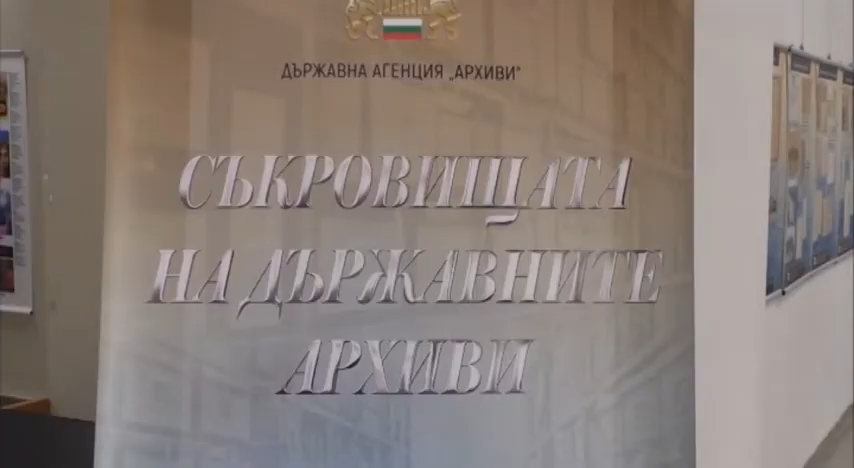 ДЪРЖАВНА АГЕНЦИЯ „АРХИВИ"
СЪКРОВИЩАТА
НА ДЪРЖАВНИТЕ
АРХИВИ